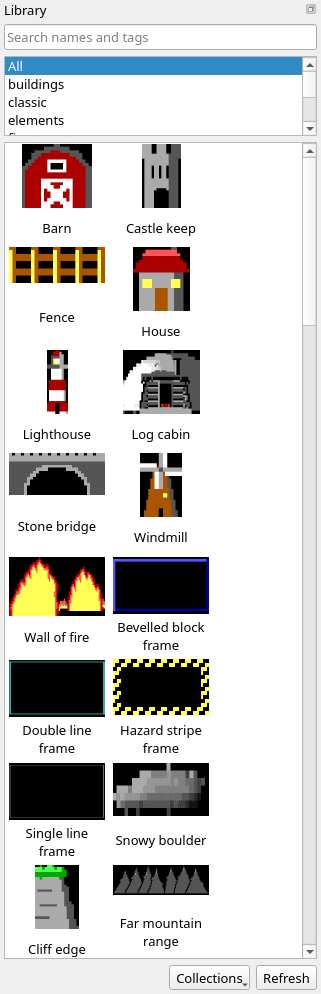 Library
Search names and tags
All
buildings
classic
elements
Barn
Castle keep
Fence
House
Lighthouse
Log cabin
Stone bridge
Windmill
Wall of fire
Bevelled block
frame
Double line
frame
Hazard stripe
frame
Single line
frame
Snowy boulder
Cliff edge
Far mountain
range
Collections
Refresh